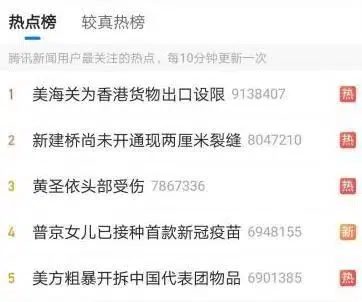 热点榜 较真热榜
腾讯新闻用户最关注的热点，每10分钟更新一次
1 美海关为香港货物出口设限 9138407 热
2 新建桥尚未开通现两厘米裂缝 8047210 热
3 黄圣依头部受伤 7867336 热
4 普京女儿已接种首款新冠疫苗 6948155 新
5 美方粗暴开拆中国代表团物品 6901385 热